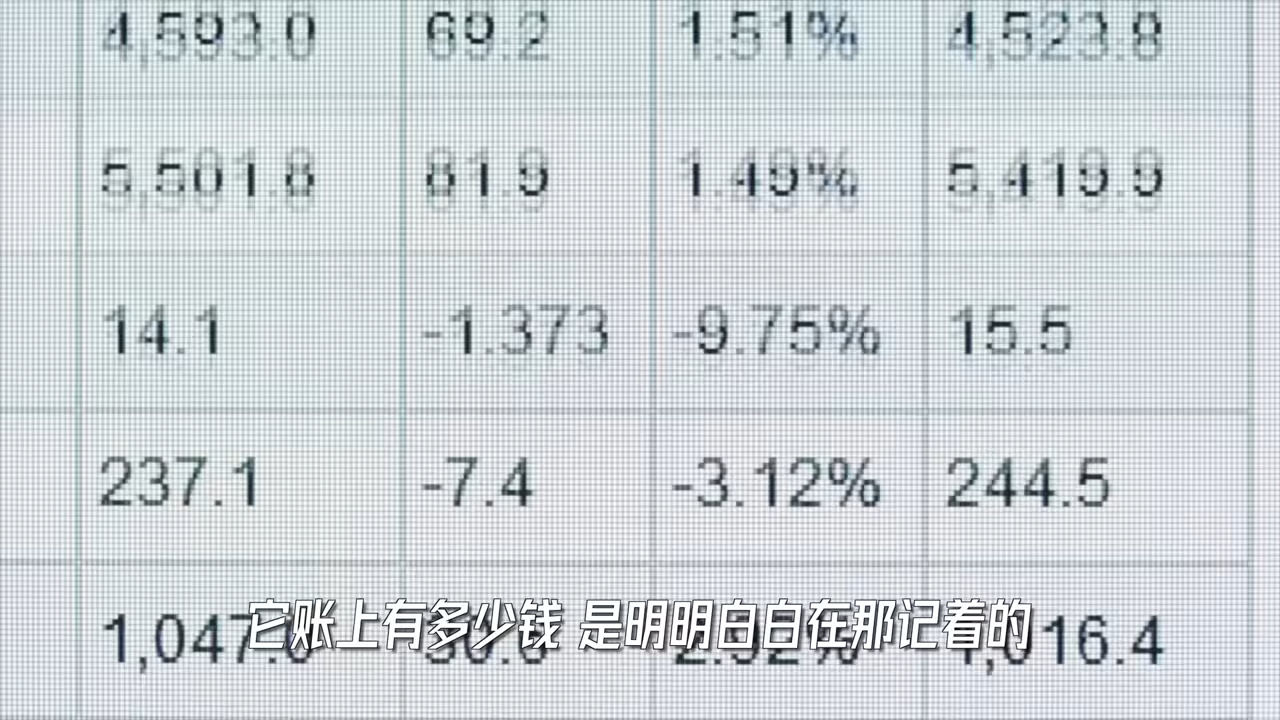 4,593.0 69.2 1.51% 4,523.8
5,501.8 81.9 1.49% 5,419.9
14.1 -1.373 -9.75% 15.5
237.1 -7.4 -3.12% 244.5
1,016.4
它账上有多少钱 是明明白白在那记着的